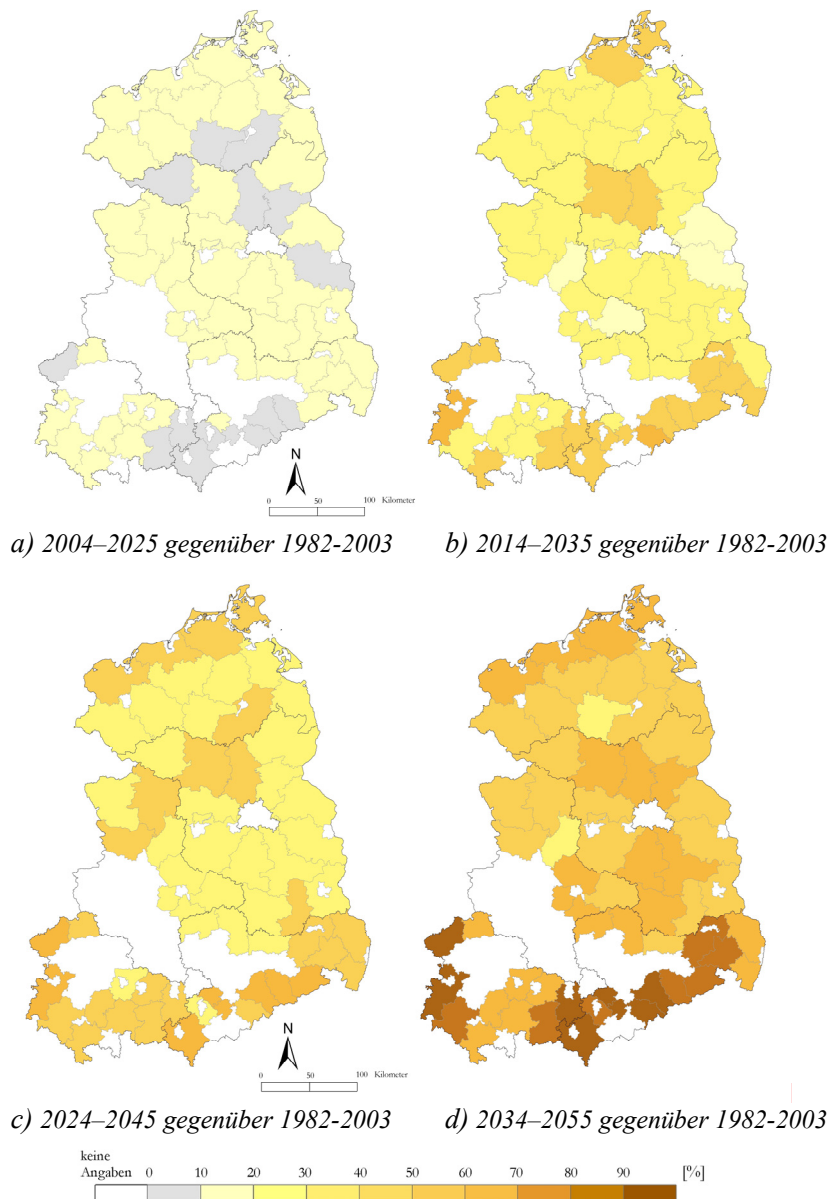 N
0 50 100 Kilometer
a) 2004–2025 gegenüber 1982-2003
b) 2014–2035 gegenüber 1982-2003
N
0 50 100 Kilometer
c) 2024–2045 gegenüber 1982-2003
d) 2034–2055 gegenüber 1982-2003
keine
Angaben 0 10 20 30 40 50 60 70 80 90 [%]